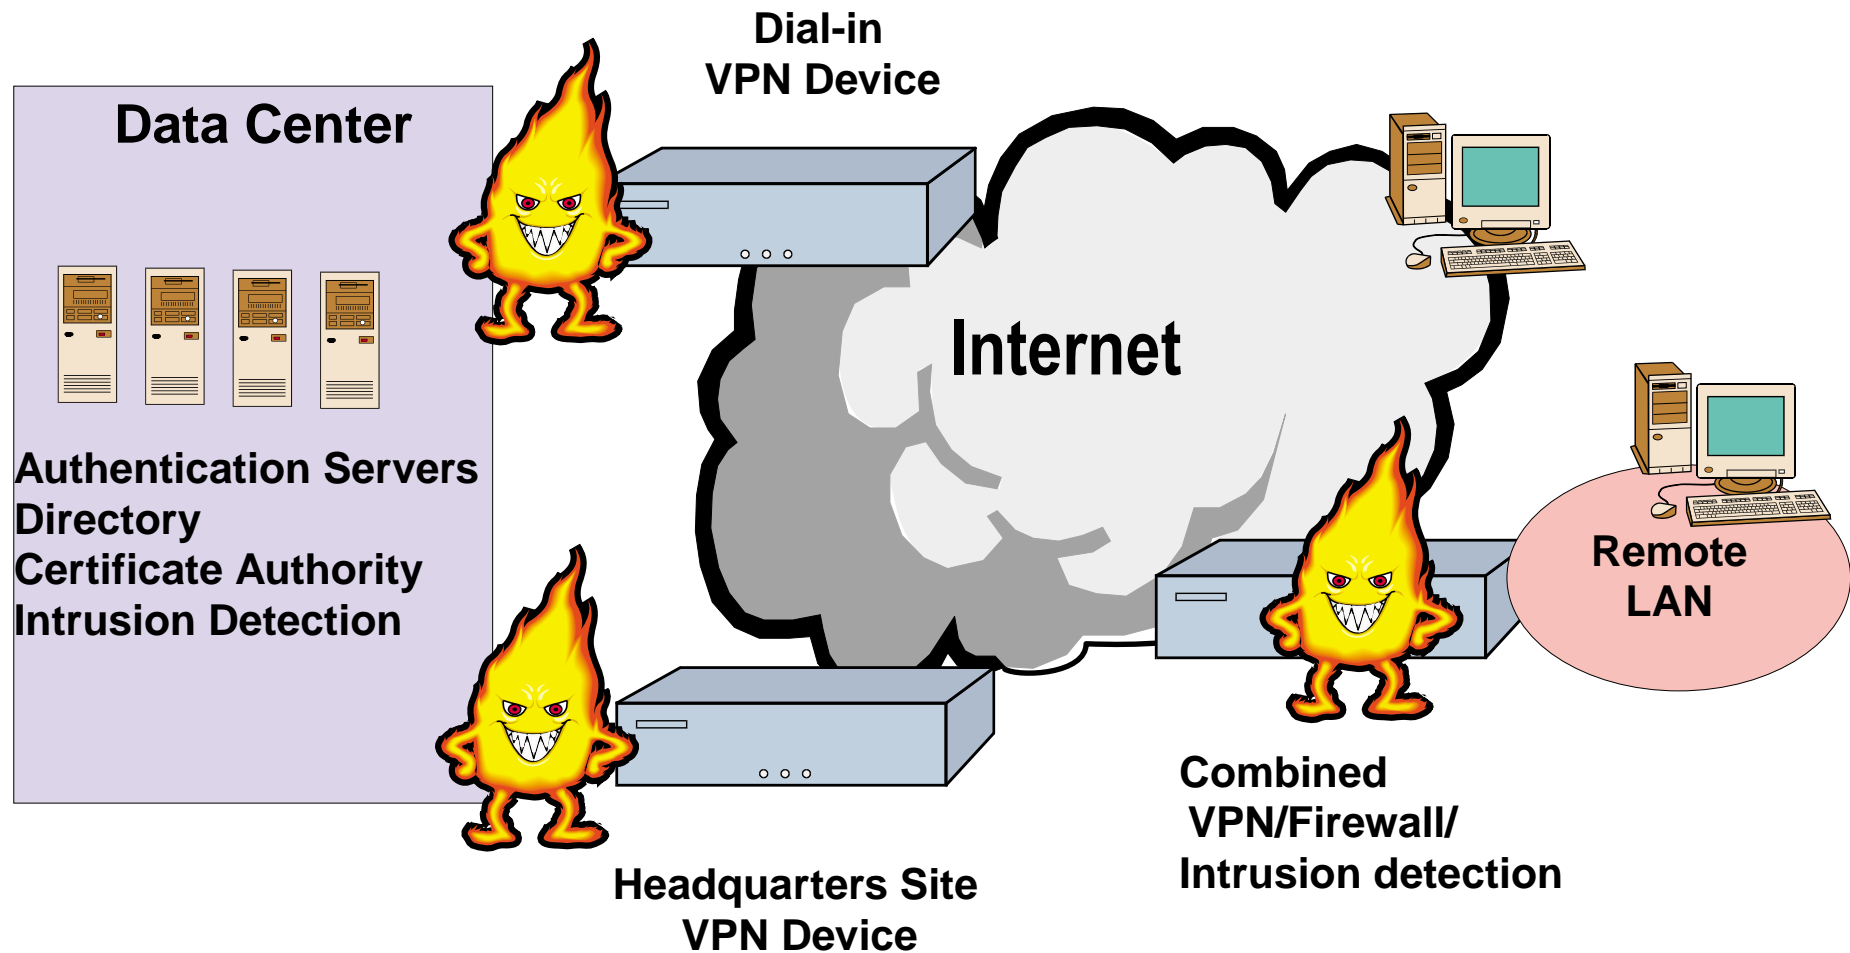 Dial-in
VPN Device
Data Center
Internet
Authentication Servers
Directory
Certificate Authority
Intrusion Detection
Remote
LAN
Combined
VPN/Firewall/
Intrusion detection
Headquarters Site
VPN Device